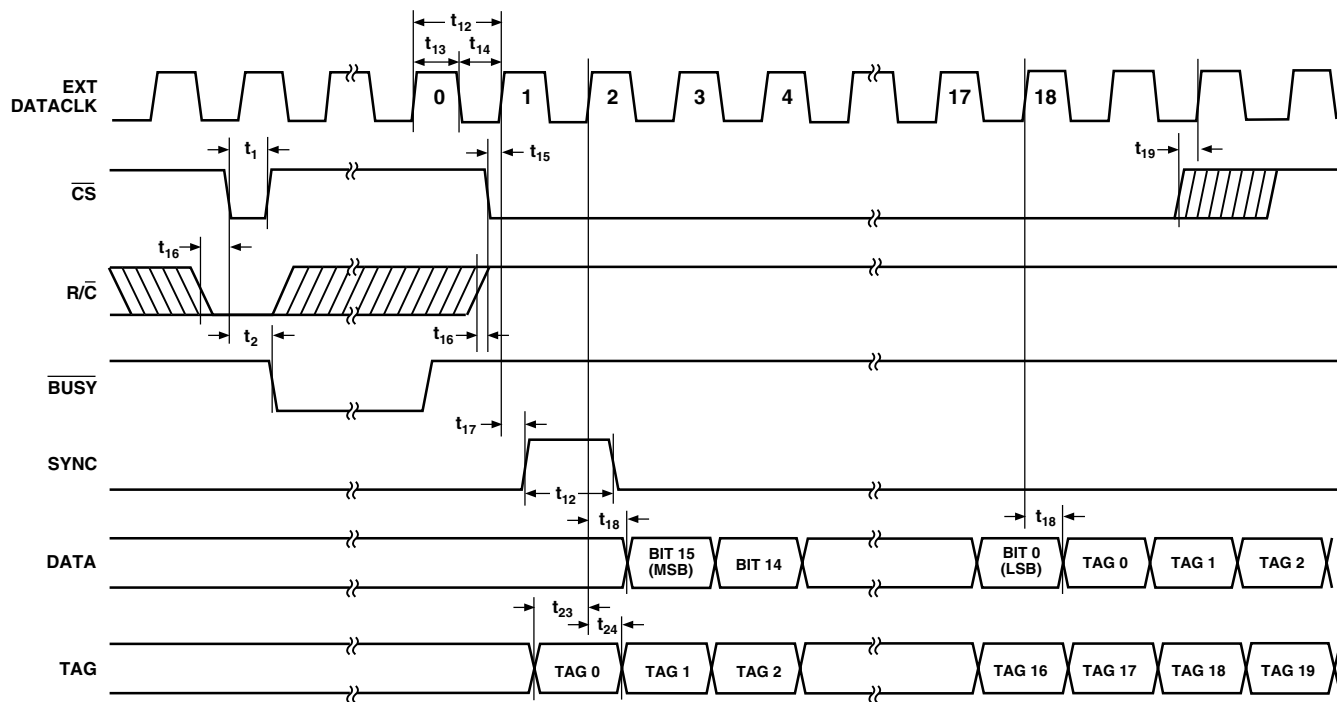 t12
t13 t14
EXT
DATACLK
0 1 2 3 4 17 18
t1
t15
t19
CS
t16
R/C
t2
t16
BUSY
t17
SYNC
t12
t18
t18
DATA
BIT 15
(MSB)
BIT 14
BIT 0
(LSB)
TAG 0
TAG 1
TAG 2
t23
t24
TAG
TAG 0
TAG 1
TAG 2
TAG 16
TAG 17
TAG 18
TAG 19